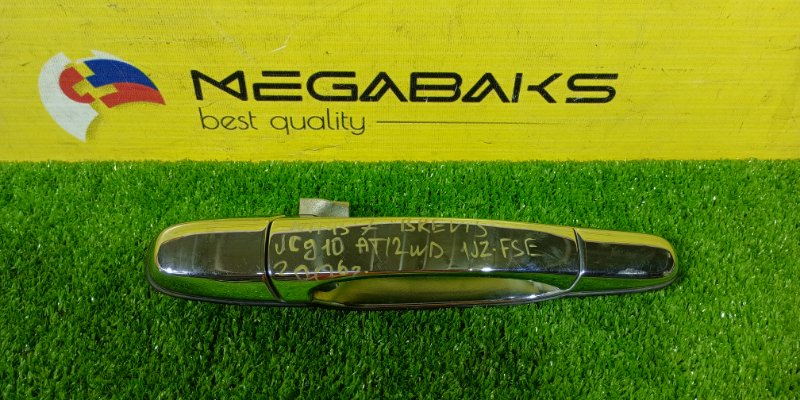 MEGABAKS
best quality
BREVIS
JCG10 AT 2WD 1JZ-FSE